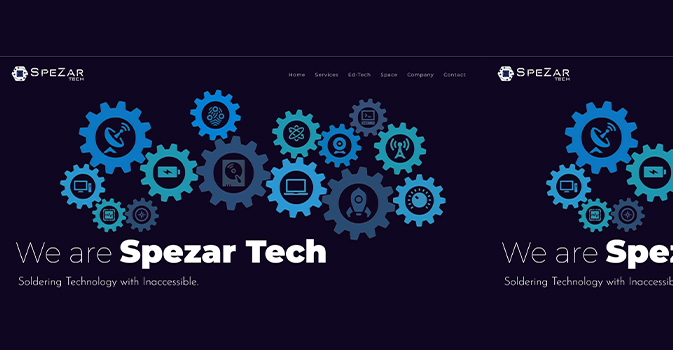 SPEZAR
TECH
Home Services Ed-Tech Space Company Contact
SPEZAR
TECH
We are Spezar Tech
Soldering Technology with Inaccessible.
We are Spez
Soldering Technology with Inaccessib